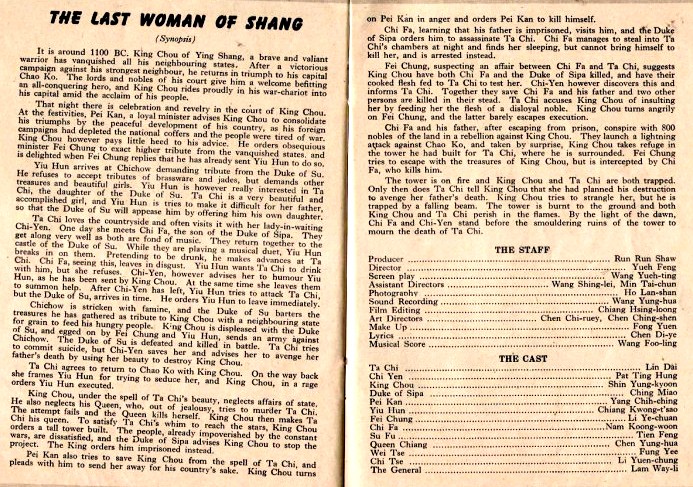 THE LAST WOMAN OF SHANG
(Synopsis)
It is around 1100 BC. King Chou of Ying Shang, a brave and valiant
warrior has vanquished all his neighbouring states. After a victorious
campaign against his strongest neighbour, he returns in triumph to his capital
Chao Ko. The lords and nobles of his court give him a welcome befitting
an all-conquering hero, and King Chou rides proudly in his war-chariot into
his capital amid the acclaim of his people.
That night there is celebration and revelry in the court of King Chou.
At the festivities, Pei Kan, a loyal minister advises King Chou to consolidate
his triumphs by the peaceful development of his country, as his foreign
campaigns had depleted the national coffers and the people were tired of war.
King Chou however pays little heed to his advice. He orders obsequious
minister Fei Chung to exact higher tribute from the vanquished states, and
is delighted when Fei Chung replies that he has already sent Yiu Hun to do so.
Yiu Hun arrives at Chichow demanding tribute from the Duke of Su.
He refuses to accept tributes of brassware and jades, but demands other
treasures and beautiful girls. Yiu Hun is however really interested in Ta
Chi, the daughter of the Duke of Su. Ta Chi is a very beautiful and
accomplished girl, and Yiu Hun is tries to make it difficult for her father,
so that the Duke of Su will appease him by offering him his own daughter.
Ta Chi loves the countryside and often visits it with her lady-in-waiting
Chi-Yen. One day she meets Chi Fa, the son of the Duke of Sipa. They
get along very well as both are fond of music. They return together to the
castle of the Duke of Su. While they are playing a musical duet, Yiu Hun
breaks in on them. Pretending to be drunk, he makes advances at Ta
Chi. Chi Fa, seeing this, leaves in disgust. Yiu Hun wants Ta Chi to drink
with him, but she refuses. Chi-Yen, however advises her to humour Yiu
Hun, as he has been sent by King Chou. At the same time she leaves them
to summon help. After Chi-Yen has left, Yiu Hun tries to attack Ta Chi,
but the Duke of Su, arrives in time. He orders Yiu Hun to leave immediately.
Chichow is stricken with famine, and the Duke of Su barters the
treasures he has gathered as tribute to King Chou with a neighbouring state
for grain to feed his hungry people. King Chou is displeased with the Duke
of Su, and egged on by Fei Chung and Yiu Hun, sends an army against
Chichow. The Duke of Su is defeated and killed in battle. Ta Chi tries
to commit suicide, but Chi-Yen saves her and advises her to avenge her
father's death by using her beauty to destroy King Chou.
Ta Chi agrees to return to Chao Ko with King Chou. On the way back
she frames Yiu Hun for trying to seduce her, and King Chou, in a rage
orders Yiu Hun executed.
King Chou, under the spell of Ta Chi's beauty, neglects affairs of state.
He also neglects his Queen, who, out of jealousy, tries to murder Ta Chi.
The attempt fails and the Queen kills herself. King Chou then makes Ta
Chi his queen. To satisfy Ta Chi's whim to reach the stars, King Chou
orders a tall tower built. The people, already impoverished by the constant
wars, are dissatisfied, and the Duke of Sipa advises King Chou to stop the
project. The King orders him imprisoned instead.
Pei Kan also tries to save King Chou from the spell of Ta Chi, and
pleads with him to send her away for his country's sake. King Chou turns
on Pei Kan in anger and orders Pei Kan to kill himself.
Chi Fa, learning that his father is imprisoned, visits him, and the Duke
of Sipa orders him to assassinate Ta Chi. Chi Fa manages to steal into Ta
Chi's chambers at night and finds her sleeping, but cannot bring himself to
kill her, and is arrested instead.
Fei Chung, suspecting an affair between Chi Fa and Ta Chi, suggests
King Chou have both Chi Fa and the Duke of Sipa killed, and have their
cooked flesh fed to Ta Chi to test her. Chi-Yen however discovers this and
informs Ta Chi. Together they save Chi Fa and his father and two other
persons are killed in their stead. Ta Chi accuses King Chou of insulting
her by feeding her the flesh of a disloyal noble. King Chou turns angrily
on Fei Chung, and the latter barely escapes execution.
Chi Fa and his father, after escaping from prison, conspire with 800
nobles of the land in a rebellion against King Chou. They launch a lightning
attack against Chao Ko, and taken by surprise, King Chou takes refuge in
the tower he had built for Ta Chi, where he is surrounded. Fei Chung
tries to escape with the treasures of King Chou, but is intercepted by Chi
Fa, who kills him.
The tower is on fire and King Chou and Ta Chi are both trapped.
Only then does Ta Chi tell King Chou that she had planned his destruction
to avenge her father's death. King Chou tries to strangle her, but he is
trapped by a falling beam. The tower is burnt to the ground and both
King Chou and Ta Chi perish in the flames. By the light of the dawn,
Chi Fa and Chi-Yen stand before the smouldering ruins of the tower to
mourn the death of Ta Chi.
THE STAFF
Producer ........ Run Run Shaw
Director ........ Yueh Feng
Screen play ........ Wang Yueh-ting
Assistant Directors ........ Wang Shing-lei, Min Tai-chun
Photography ........ Ho Lan-shan
Sound Recording ........ Wang Yung-hua
Film Editing ........ Chiang Hsing-loong
Art Directors ........ Chen Chi-ruey, Chen Ching-shen
Make Up ........ Fong Yuen
Lyrics ........ Chen Di-ye
Musical Score ........ Wang Foo-ling
THE CAST
Ta Chi ........ Lin Dai
Chi Yen ........ Pat Ting Hung
King Chou ........ Shin Yung-kyoon
Duke of Sipa ........ Ching Miao
Pei Kan ........ Yang Chih-ching
Yiu Hun ........ Chiang Kwong-t'sao
Fei Chung ........ Li Ye-chuan
Chi Fa ........ Nam Koong-woon
Su Fu ........ Tien Feng
Queen Chiang ........ Chen Yung-hua
Wei Tse ........ Fung Yee
Chi Tse ........ Li Yuen-chung
The General ........ Lam Way-li